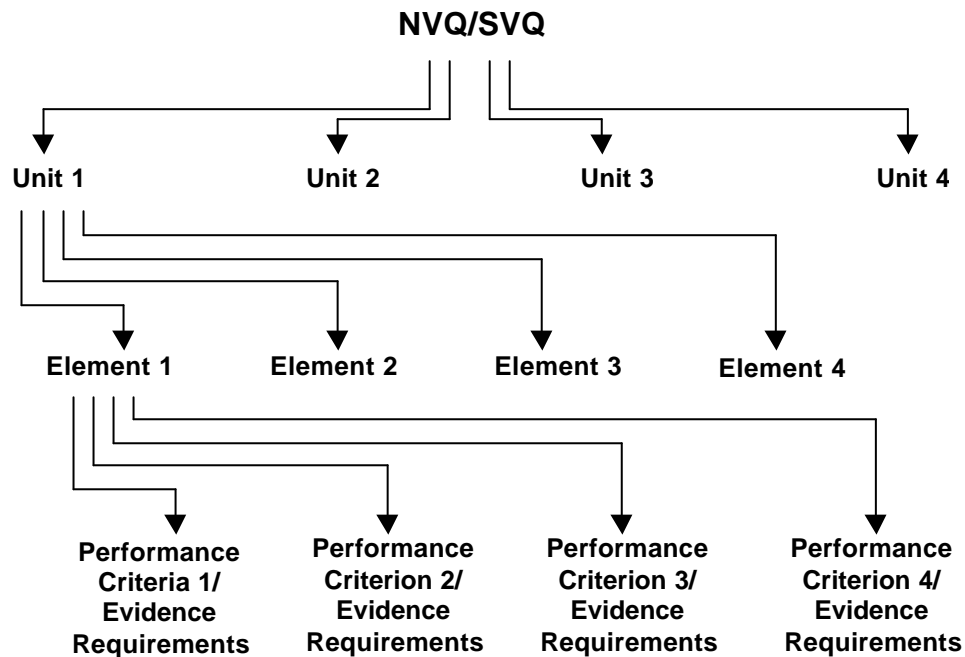 NVQ/SVQ
Unit 1
Unit 2
Unit 3
Unit 4
Element 1
Element 2
Element 3
Element 4
Performance
Criteria 1/
Evidence
Requirements
Performance
Criterion 2/
Evidence
Requirements
Performance
Criterion 3/
Evidence
Requirements
Performance
Criterion 4/
Evidence
Requirements